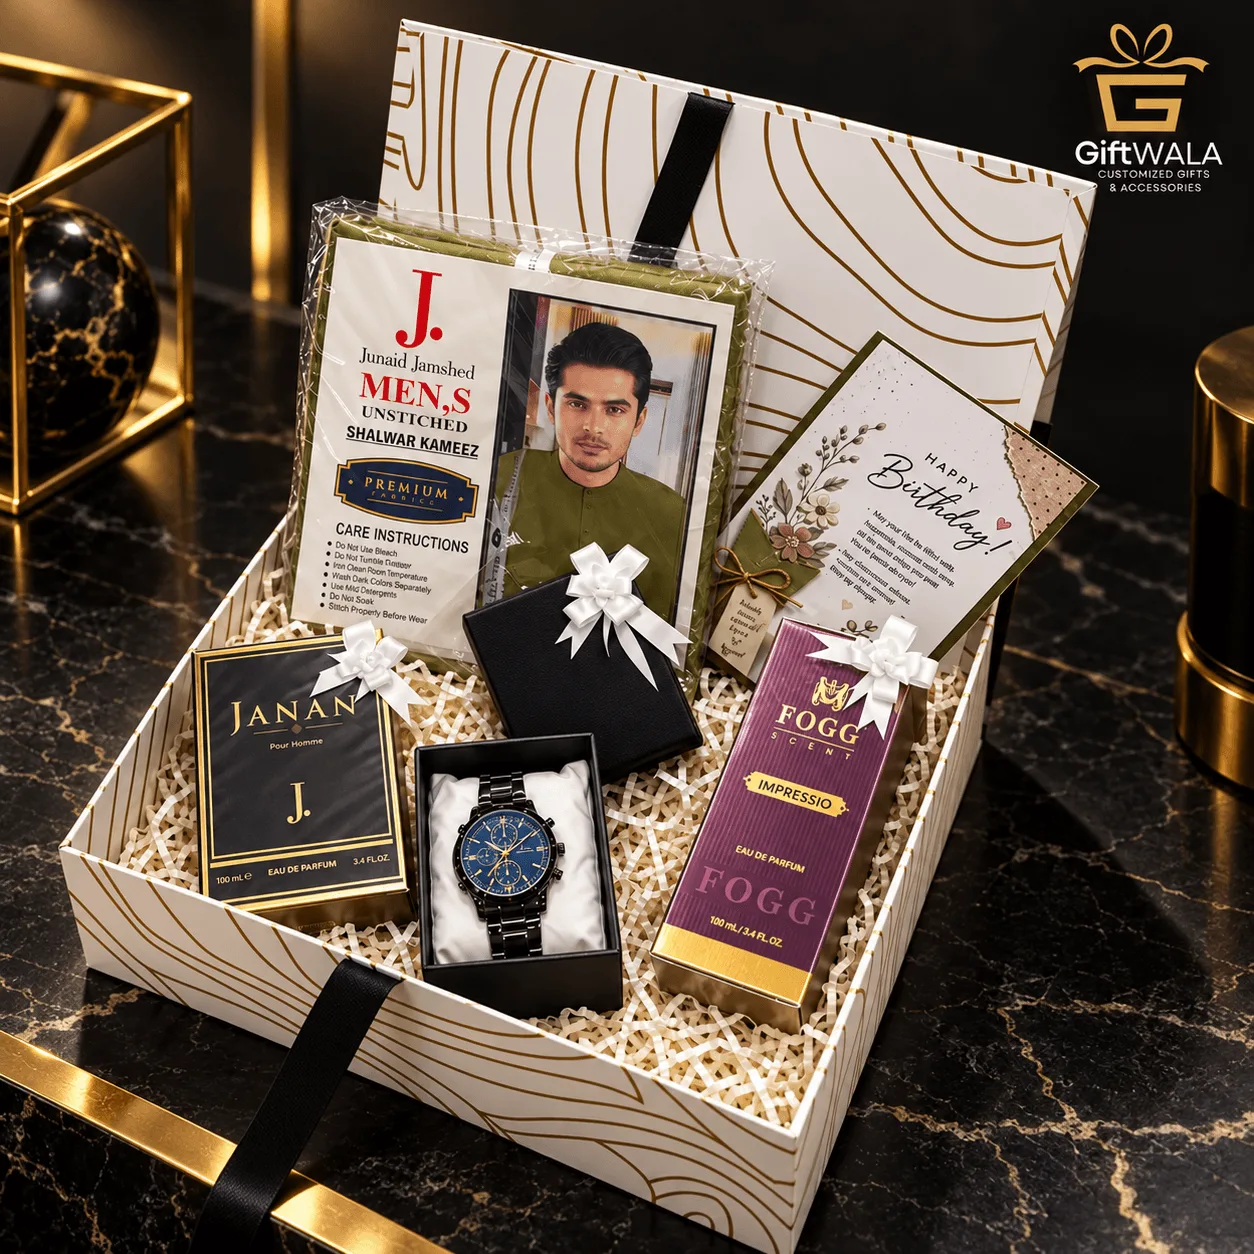 GiftWALA
CUSTOMIZED GIFTS
& ACCESSORIES
J.
Junaid Jamshed
MEN,S
UNSTITCHED
SHALWAR KAMEEZ
PREMIUM
FABRICS
CARE INSTRUCTIONS
• Do Not Use Bleach
• Do Not Tumble
• Iron Clean Room Temperature
• Wash Dark Colors Separately
• Use Mild Detergents
• Do Not Soak
• Stitch Properly Before Wear
HAPPY
Birthday!
May your
JANAN
Pour Homme
J.
100 mL e EAU DE PARFUM 3.4 FL.OZ.
FOGG
SCENT
IMPRESSIO
EAU DE PARFUM
FOGG
100 mL/3.4 FL.OZ